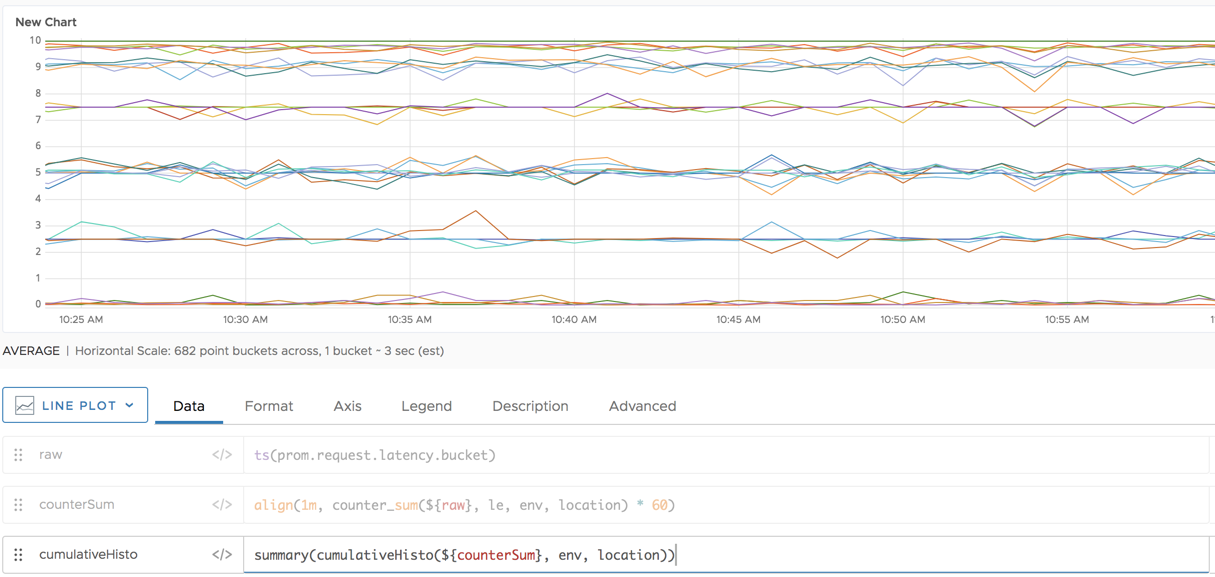 New Chart
10
9
8
7
6
5
4
3
2
1
0
10:25 AM 10:30 AM 10:35 AM 10:40 AM 10:45 AM 10:50 AM 10:55 AM 1
AVERAGE | Horizontal Scale: 682 point buckets across, 1 bucket ~ 3 sec (est)
LINE PLOT Data Format Axis Legend Description Advanced
raw </> ts(prom.request.latency.bucket)
counterSum </> align(1m, counter_sum(${raw}, le, env, location) * 60)
cumulativeHisto </> summary(cumulativeHisto(${counterSum}, env, location))